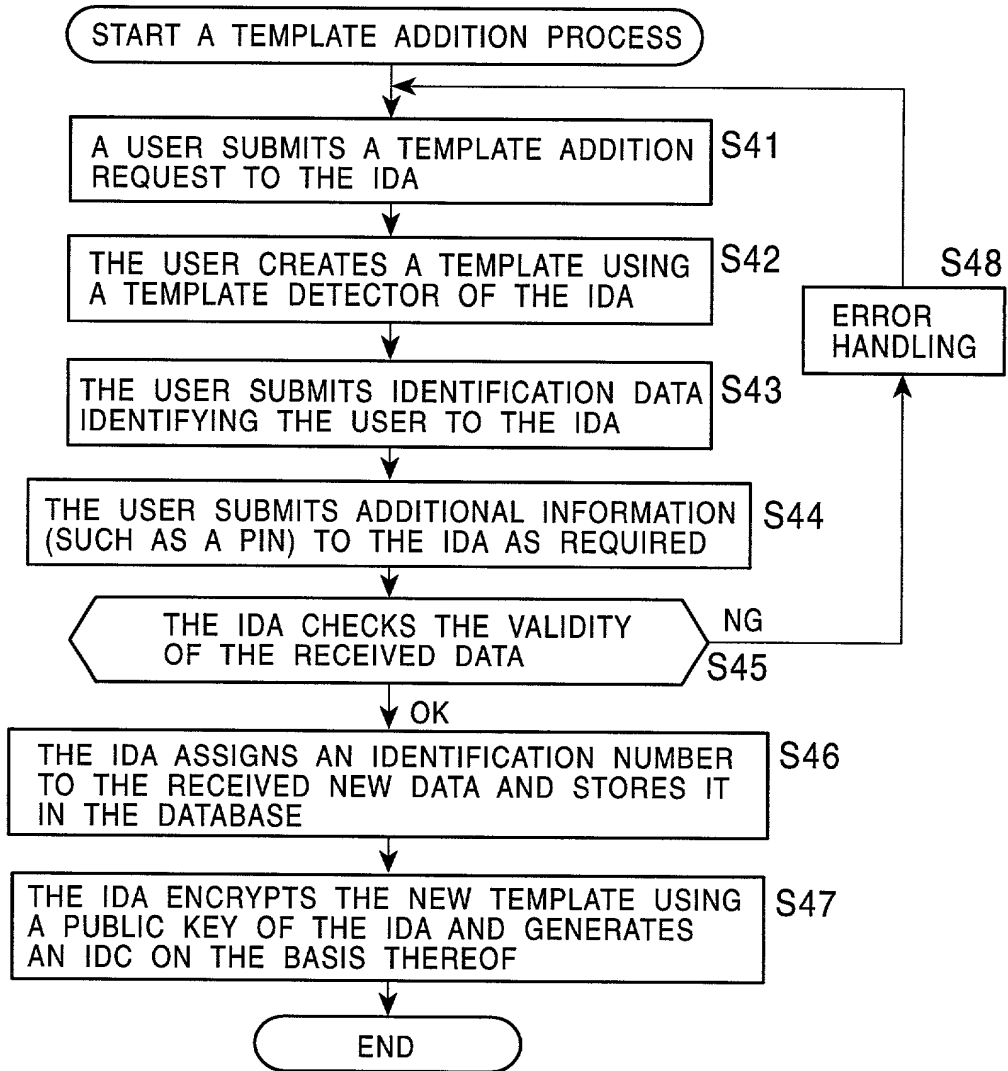 START A TEMPLATE ADDITION PROCESS
A USER SUBMITS A TEMPLATE ADDITION
REQUEST TO THE IDA
S41
THE USER CREATES A TEMPLATE USING
A TEMPLATE DETECTOR OF THE IDA
S42
S48
ERROR
HANDLING
THE USER SUBMITS IDENTIFICATION DATA
IDENTIFYING THE USER TO THE IDA
S43
THE USER SUBMITS ADDITIONAL INFORMATION
(SUCH AS A PIN) TO THE IDA AS REQUIRED
S44
THE IDA CHECKS THE VALIDITY
OF THE RECEIVED DATA
NG
S45
OK
THE IDA ASSIGNS AN IDENTIFICATION NUMBER
TO THE RECEIVED NEW DATA AND STORES IT
IN THE DATABASE
S46
THE IDA ENCRYPTS THE NEW TEMPLATE USING
A PUBLIC KEY OF THE IDA AND GENERATES
AN IDC ON THE BASIS THEREOF
S47
END